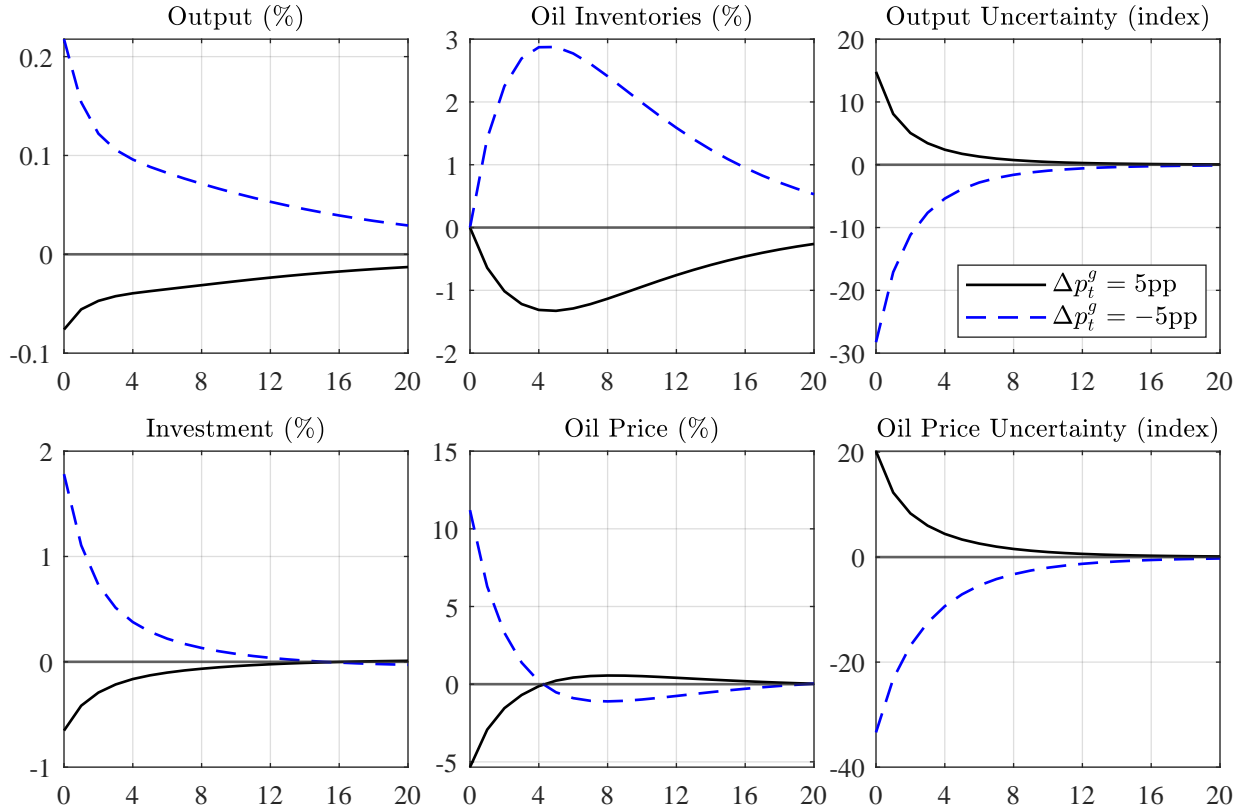 Output (%)
0.2
0.1
0
-0.1
0 4 8 12 16 20
Oil Inventories (%)
3
2
1
0
-1
-2
0 4 8 12 16 20
Output Uncertainty (index)
20
10
0
-10
-20
-30
0 4 8 12 16 20
Δp_t^g = 5pp
Δp_t^g = −5pp
Investment (%)
2
1
0
-1
0 4 8 12 16 20
Oil Price (%)
15
10
5
0
-5
0 4 8 12 16 20
Oil Price Uncertainty (index)
20
0
-20
-40
0 4 8 12 16 20